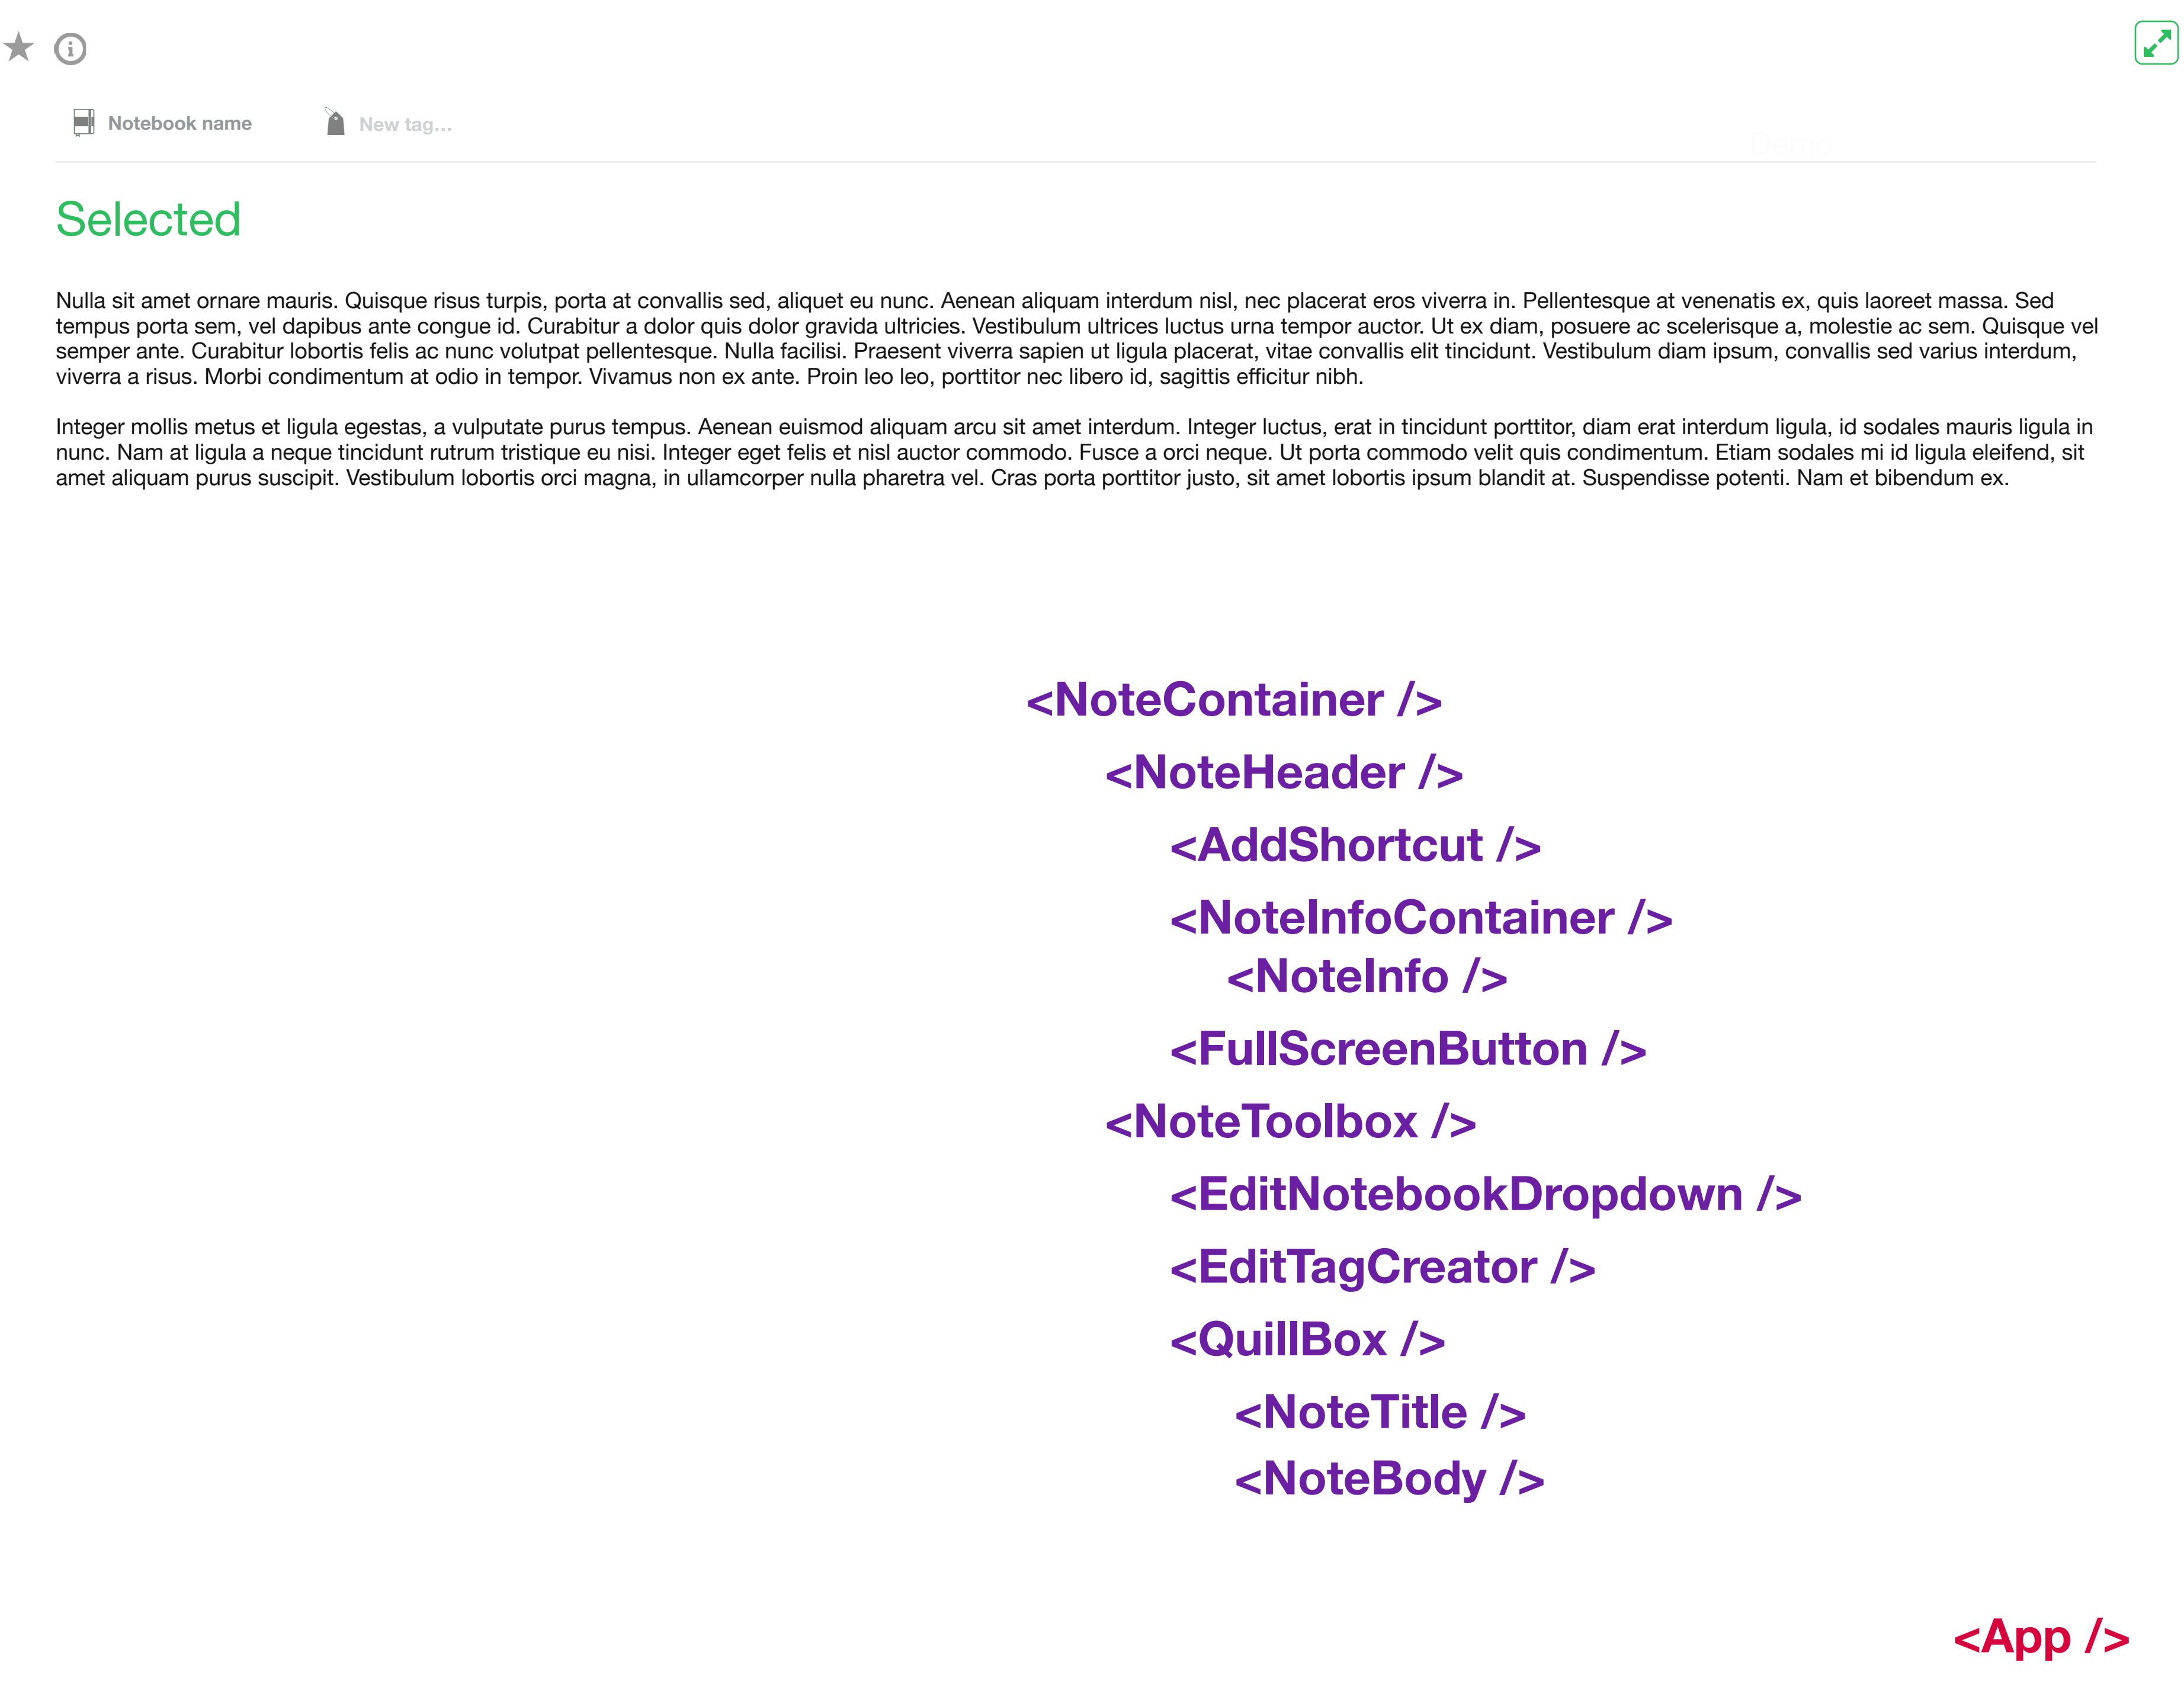 Notebook name
New tag...
Demo
Selected
Nulla sit amet ornare mauris. Quisque risus turpis, porta at convallis sed, aliquet eu nunc. Aenean aliquam interdum nisl, nec placerat eros viverra in. Pellentesque at venenatis ex, quis laoreet massa. Sed
tempus porta sem, vel dapibus ante congue id. Curabitur a dolor quis dolor gravida ultricies. Vestibulum ultrices luctus urna tempor auctor. Ut ex diam, posuere ac scelerisque a, molestie ac sem. Quisque vel
semper ante. Curabitur lobortis felis ac nunc volutpat pellentesque. Nulla facilisi. Praesent viverra sapien ut ligula placerat, vitae convallis elit tincidunt. Vestibulum diam ipsum, convallis sed varius interdum,
viverra a risus. Morbi condimentum at odio in tempor. Vivamus non ex ante. Proin leo leo, porttitor nec libero id, sagittis efficitur nibh.
Integer mollis metus et ligula egestas, a vulputate purus tempus. Aenean euismod aliquam arcu sit amet interdum. Integer luctus, erat in tincidunt porttitor, diam erat interdum ligula, id sodales mauris ligula in
nunc. Nam at ligula a neque tincidunt rutrum tristique eu nisi. Integer eget felis et nisl auctor commodo. Fusce a orci neque. Ut porta commodo velit quis condimentum. Etiam sodales mi id ligula eleifend, sit
amet aliquam purus suscipit. Vestibulum lobortis orci magna, in ullamcorper nulla pharetra vel. Cras porta porttitor justo, sit amet lobortis ipsum blandit at. Suspendisse potenti. Nam et bibendum ex.
<NoteContainer />
<NoteHeader />
<AddShortcut />
<NoteInfoContainer />
<NoteInfo />
<FullScreenButton />
<NoteToolbox />
<EditNotebookDropdown />
<EditTagCreator />
<QuillBox />
<NoteTitle />
<NoteBody />
<App />